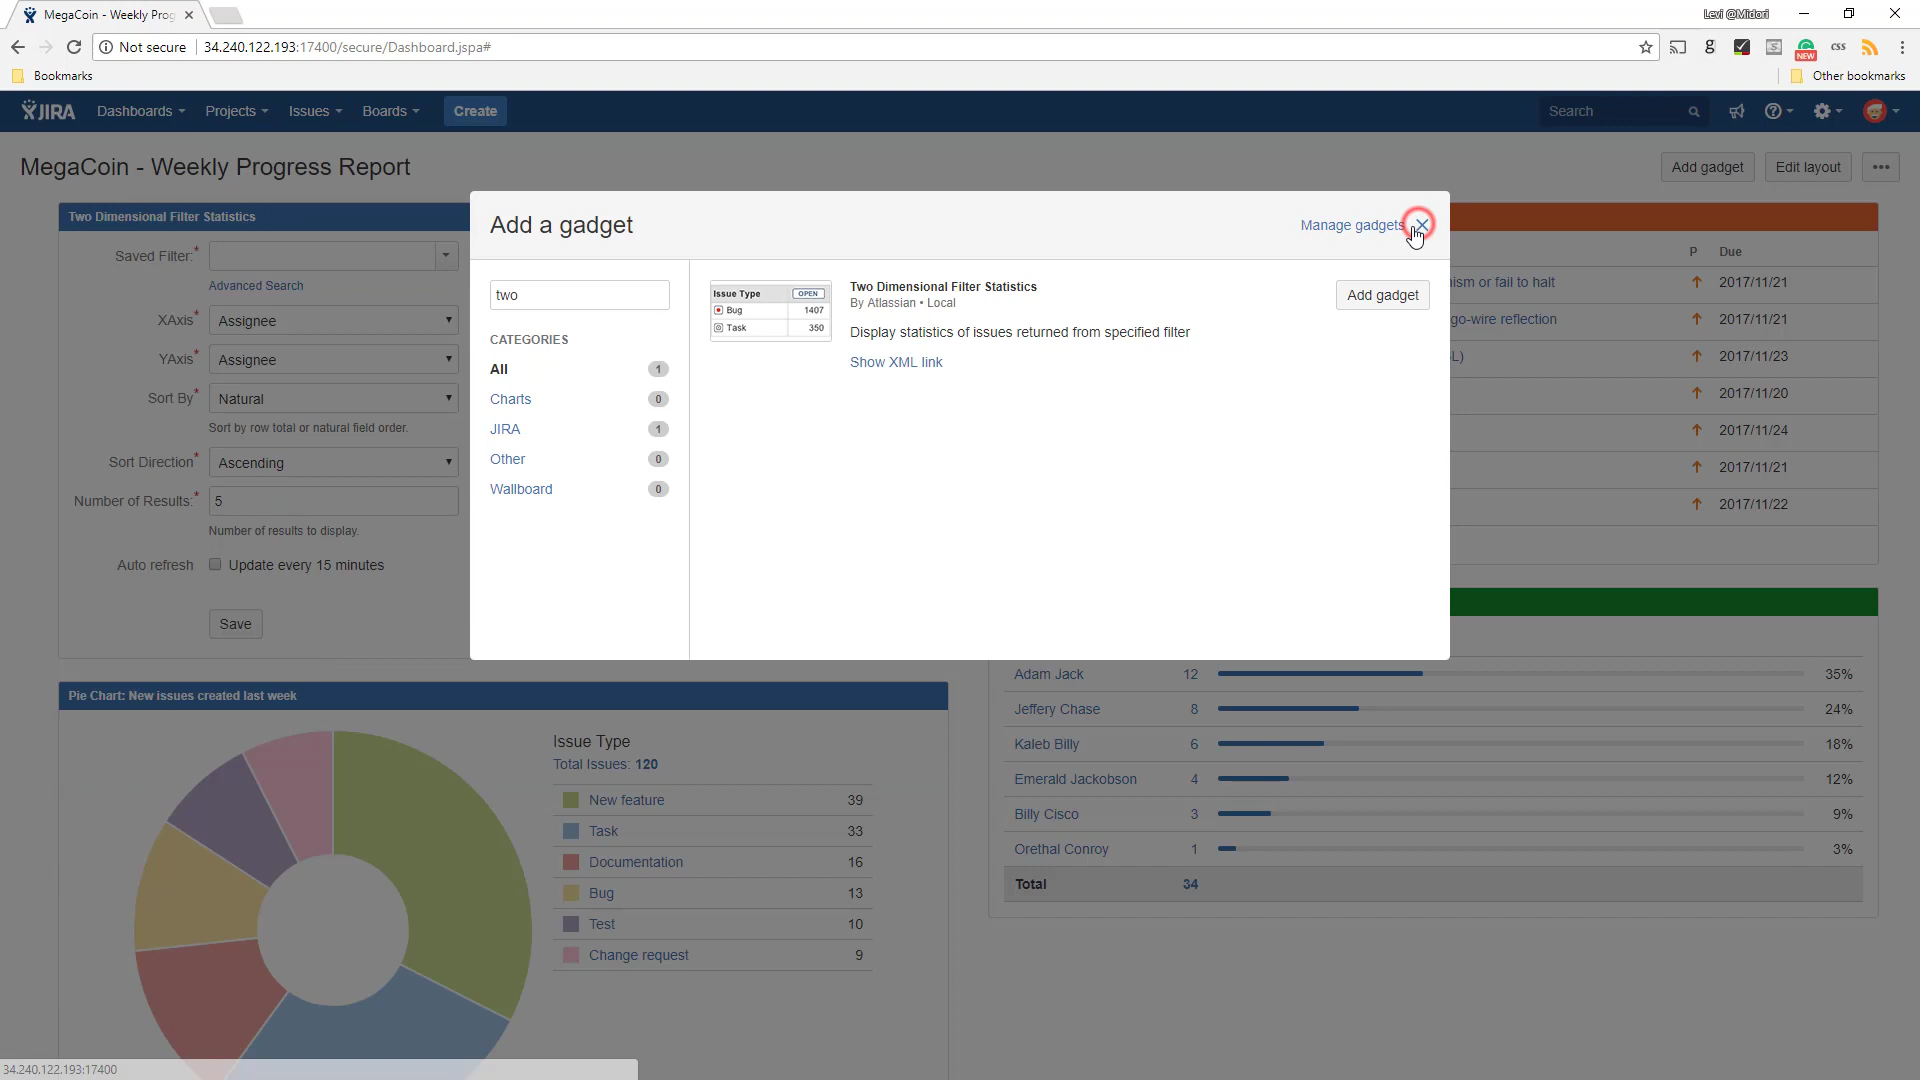 MegaCoin - Weekly Prog
Levi @Midori
Not secure
34.240.122.193:17400/secure/Dashboard.jspa#
g
css
NEW
Bookmarks
Other bookmarks
JIRA
Dashboards
Projects
Issues
Boards
Create
Search
MegaCoin - Weekly Progress Report
Add gadget
Edit layout
Two Dimensional Filter Statistics
Saved Filter:*
Advanced Search
XAxis*
Assignee
YAxis*
Assignee
Sort By*
Natural
Sort by row total or natural field order.
Sort Direction*
Ascending
Number of Results:*
5
Number of results to display.
Auto refresh
Update every 15 minutes
Save
Add a gadget
Manage gadgets
two
CATEGORIES
All 1
Charts 0
JIRA 1
Other 0
Wallboard 0
Issue Type OPEN
Bug 1407
Task 350
Two Dimensional Filter Statistics
By Atlassian • Local
Display statistics of issues returned from specified filter
Show XML link
Add gadget
P Due
ism or fail to halt 2017/11/21
go-wire reflection 2017/11/21
L) 2017/11/23
2017/11/20
2017/11/24
2017/11/21
2017/11/22
Pie Chart: New issues created last week
Issue Type
Total Issues: 120
New feature 39
Task 33
Documentation 16
Bug 13
Test 10
Change request 9
Adam Jack 12 35%
Jeffery Chase 8 24%
Kaleb Billy 6 18%
Emerald Jackobson 4 12%
Billy Cisco 3 9%
Orethal Conroy 1 3%
Total 34
34.240.122.193:17400